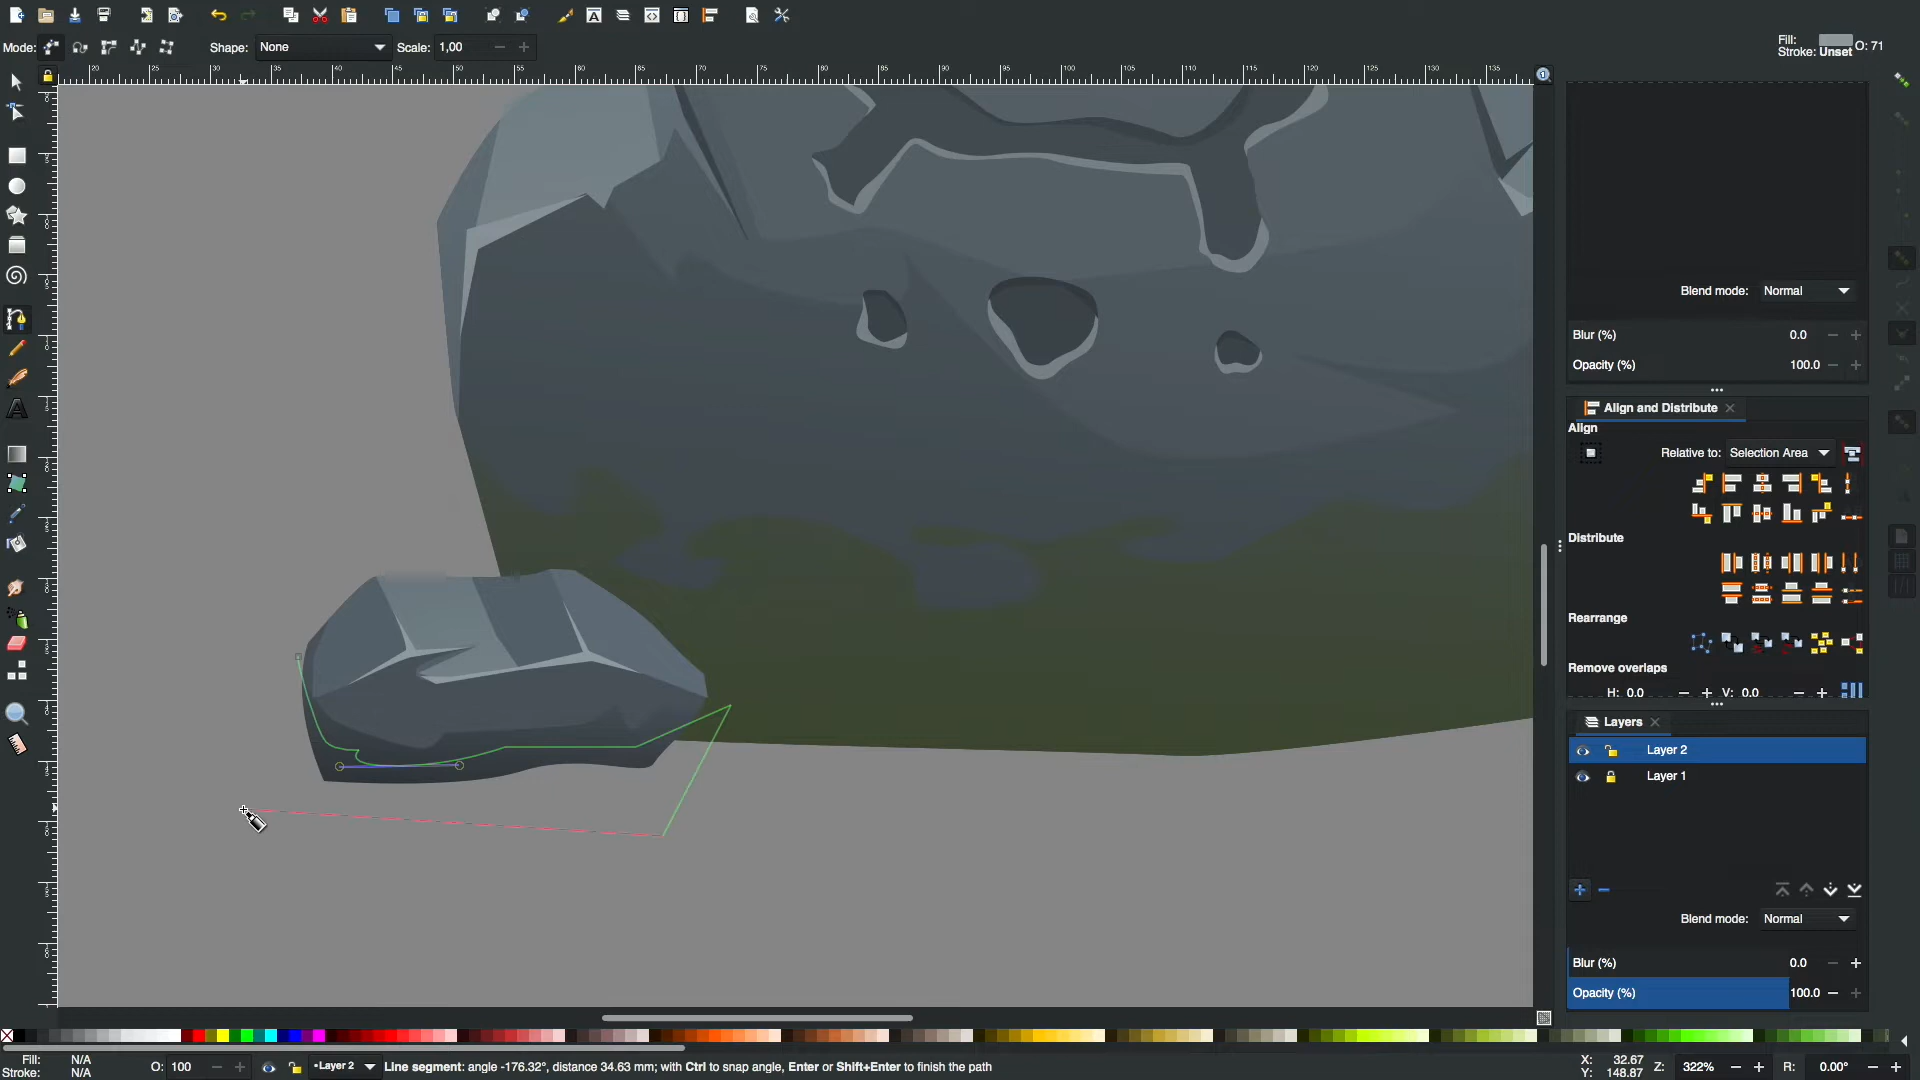 Mode:
Shape: None
Scale: 1,00
Fill:
O: 71
Stroke: Unset
Blend mode: Normal
Blur (%) 0.0
Opacity (%) 100.0
Align and Distribute
Align
Relative to: Selection Area
Distribute
Rearrange
Remove overlaps
H: 0.0 V: 0.0
Layers
Layer 2
Layer 1
Blend mode: Normal
Blur (%) 0.0
Opacity (%) 100.0
Fill: N/A
Stroke: N/A
O: 100
•Layer 2
Line segment: angle -176.32°, distance 34.63 mm; with Ctrl to snap angle, Enter or Shift+Enter to finish the path
X: 32.67
Y: 148.87
Z: 322%
R: 0.00°